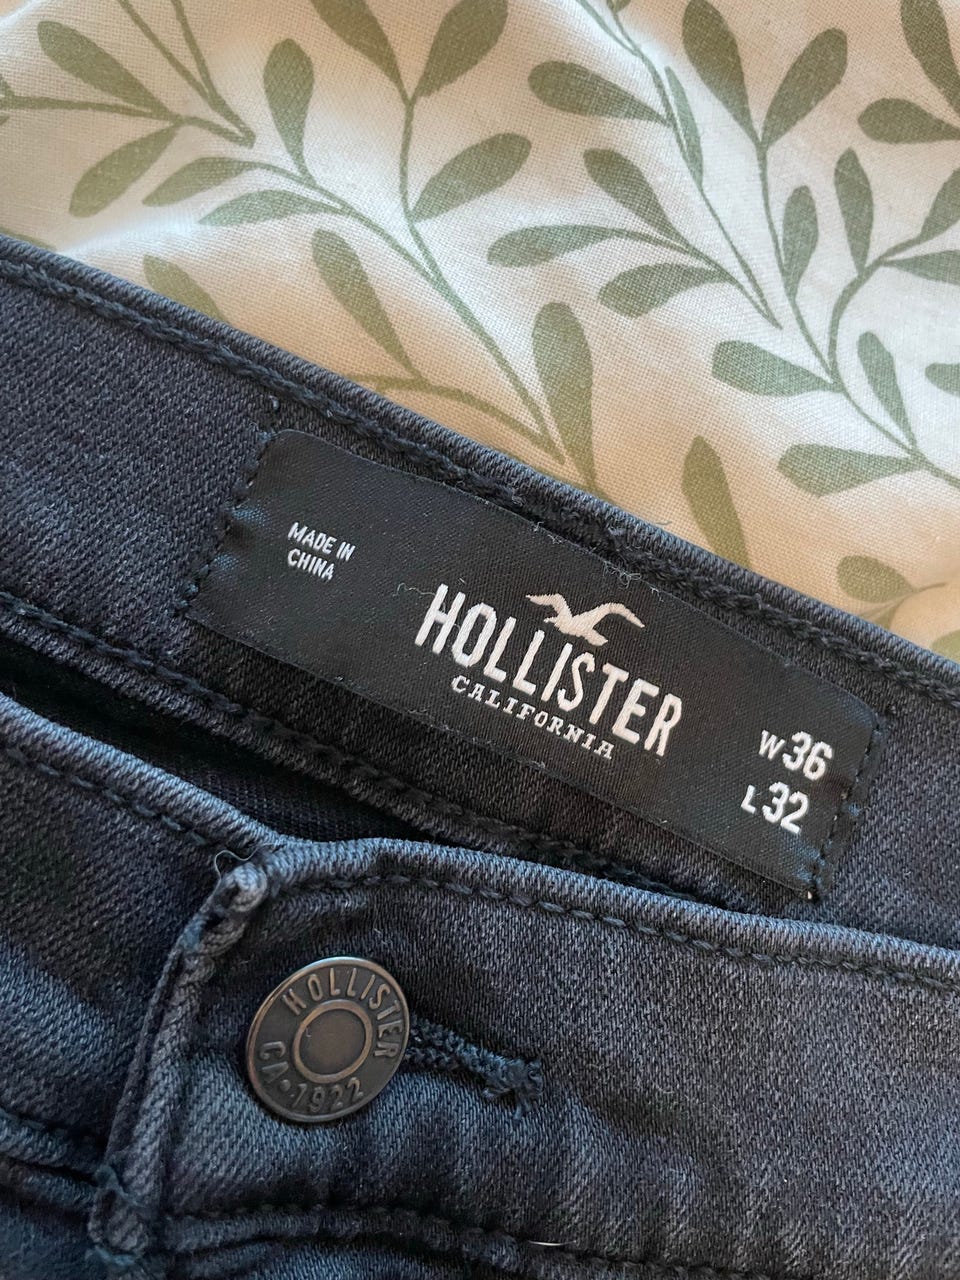 MADE IN
CHINA
HOLLISTER
CALIFORNIA
W36
L32
HOLLISTER
CA•1922